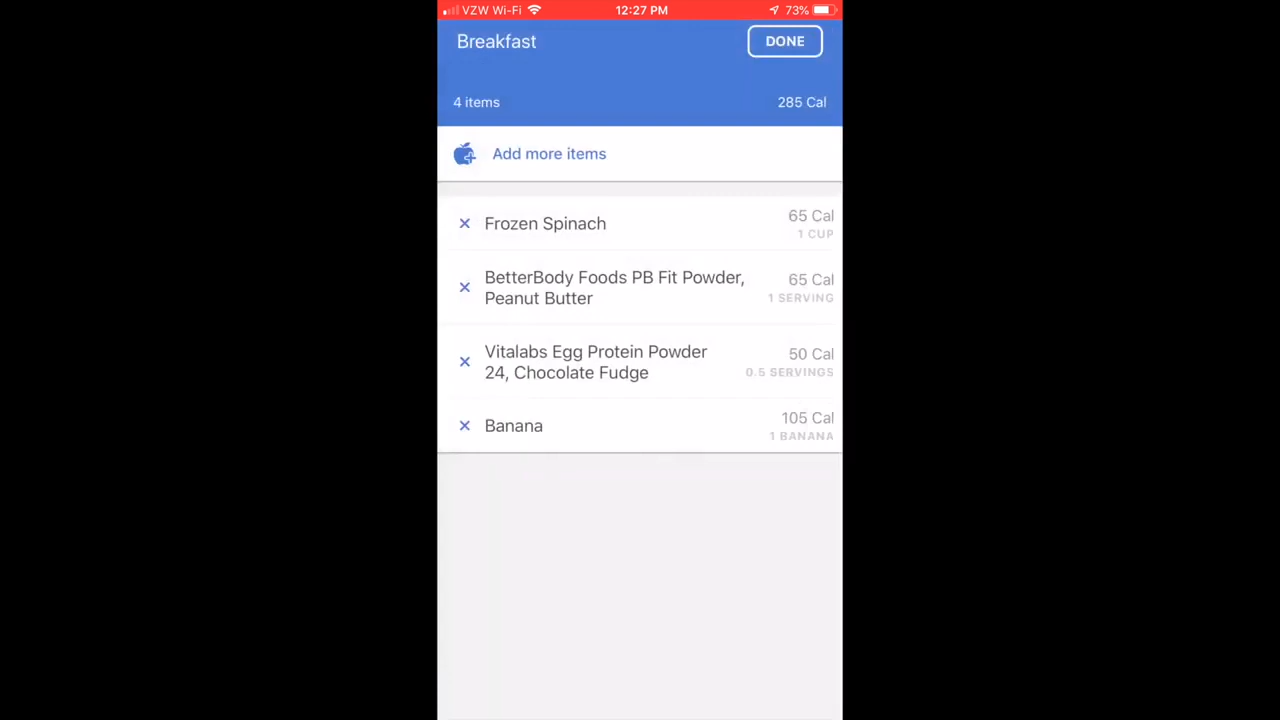 VZW Wi-Fi 12:27 PM 73%
Breakfast DONE
4 items 285 Cal
Add more items
Frozen Spinach 65 Cal
1 CUP
BetterBody Foods PB Fit Powder, 65 Cal
Peanut Butter 1 SERVING
Vitalabs Egg Protein Powder 50 Cal
24, Chocolate Fudge 0.5 SERVINGS
Banana 105 Cal
1 BANANA